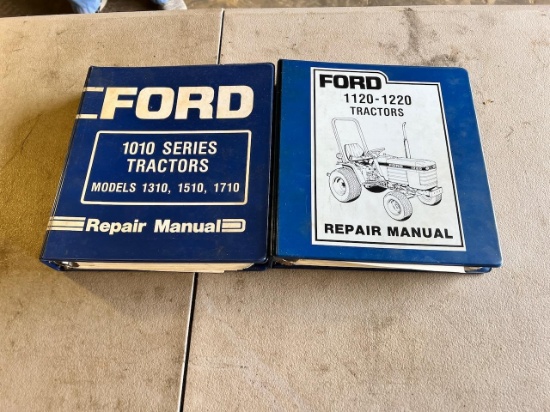 FORD
1010 SERIES
TRACTORS
MODELS 1310, 1510, 1710
Repair Manual
FORD
1120-1220
TRACTORS
REPAIR MANUAL